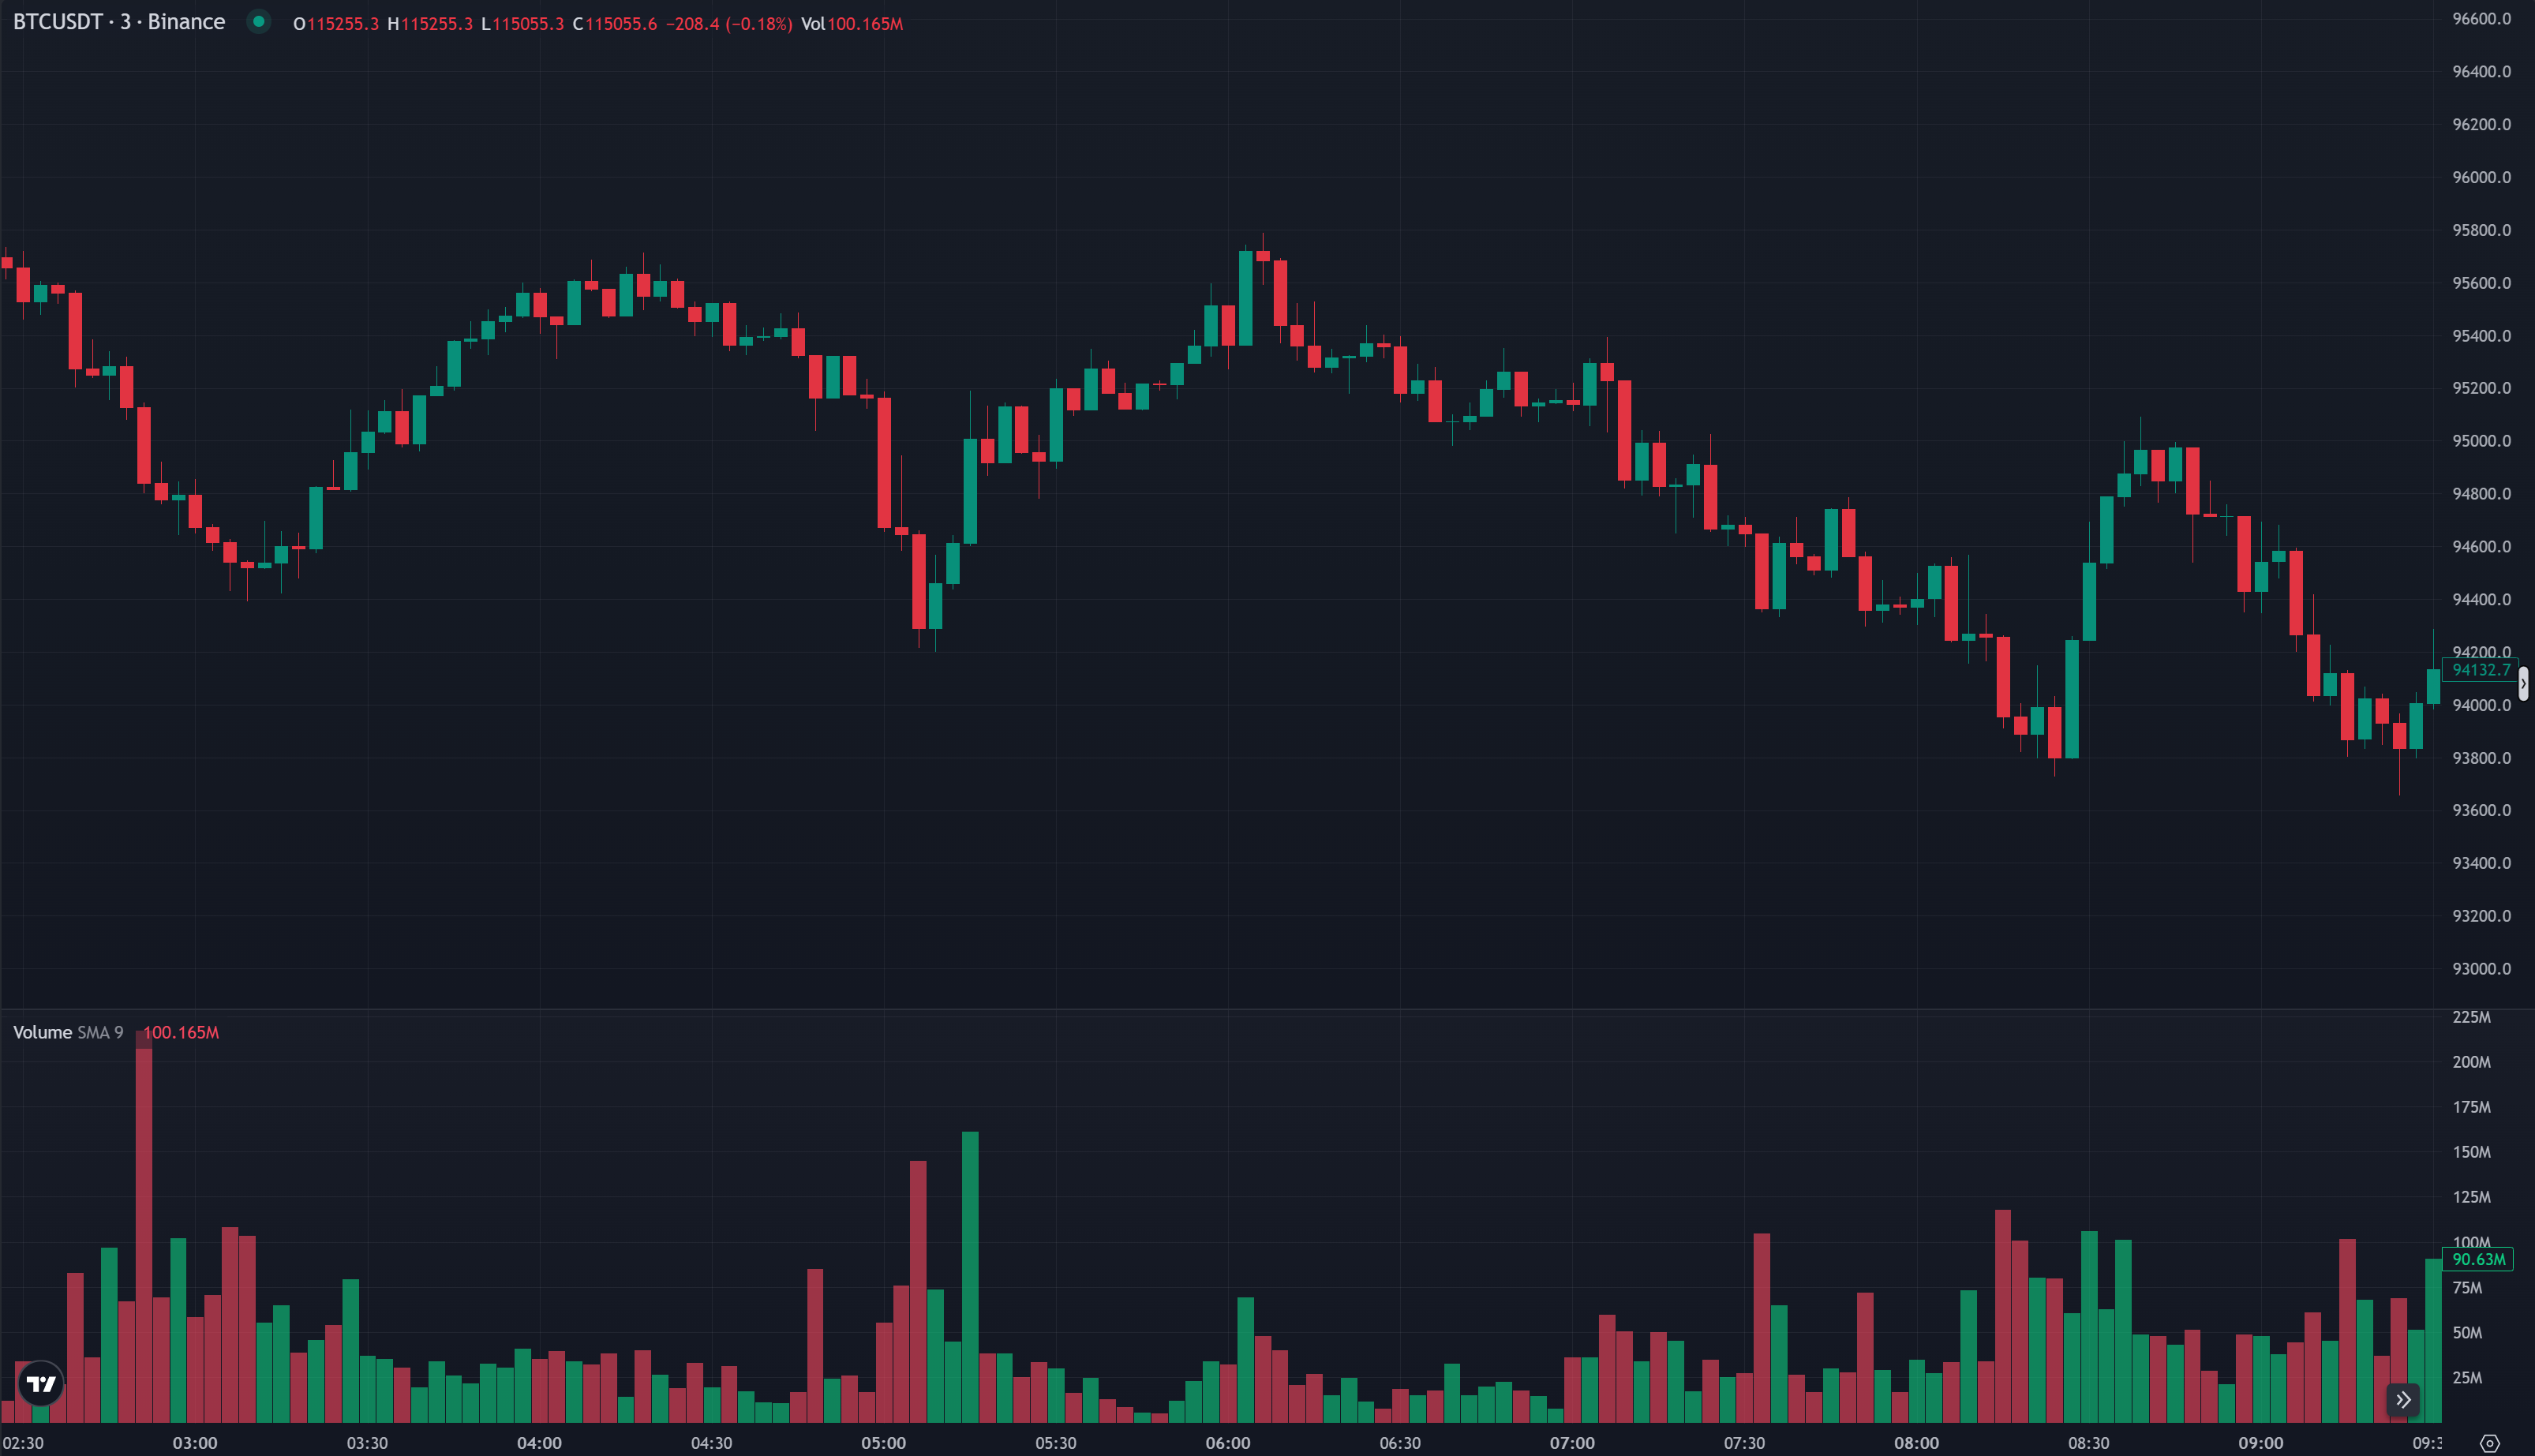 BTCUSDT · 3 · Binance O115255.3 H115255.3 L115055.3 C115055.6 −208.4 (−0.18%) Vol100.165M
96600.0
96400.0
96200.0
96000.0
95800.0
95600.0
95400.0
95200.0
95000.0
94800.0
94600.0
94400.0
94200.0
94132.7
94000.0
93800.0
93600.0
93400.0
93200.0
93000.0
Volume SMA 9 100.165M
225M
200M
175M
150M
125M
100M
90.63M
75M
50M
25M
02:30 03:00 03:30 04:00 04:30 05:00 05:30 06:00 06:30 07:00 07:30 08:00 08:30 09:00 09:3